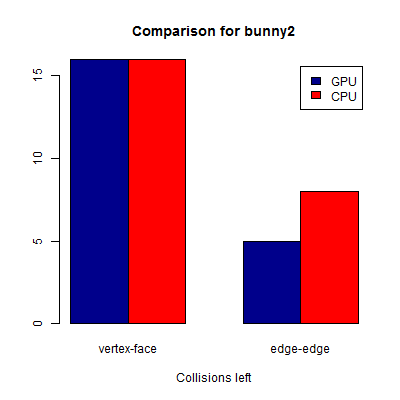 Comparison for bunny2
15
10
5
0
GPU
CPU
vertex-face
edge-edge
Collisions left